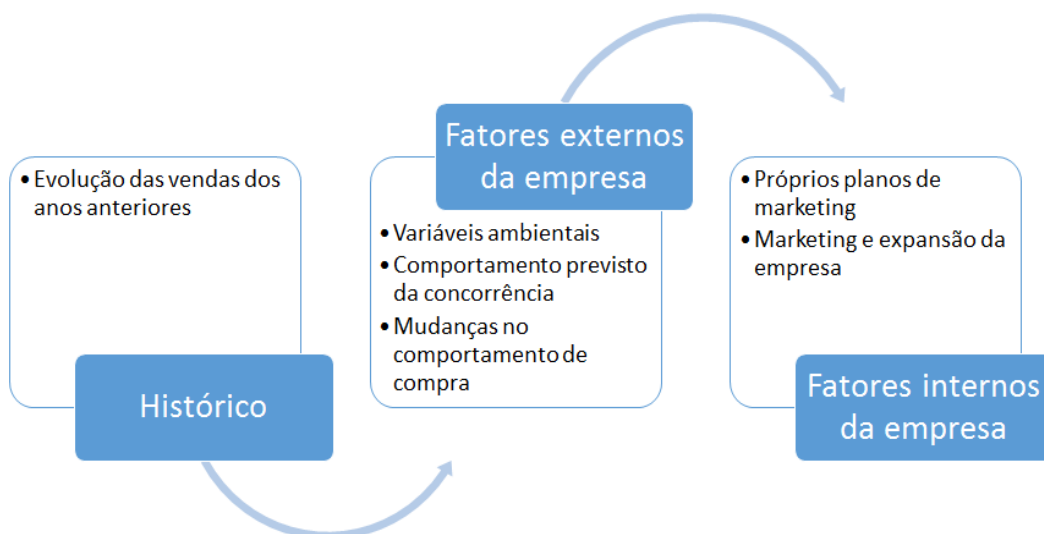 • Evolução das vendas dos
anos anteriores
Histórico
Fatores externos
da empresa
• Variáveis ambientais
• Comportamento previsto
da concorrência
• Mudanças no
comportamento de
compra
• Próprios planos de
marketing
• Marketing e expansão da
empresa
Fatores internos
da empresa